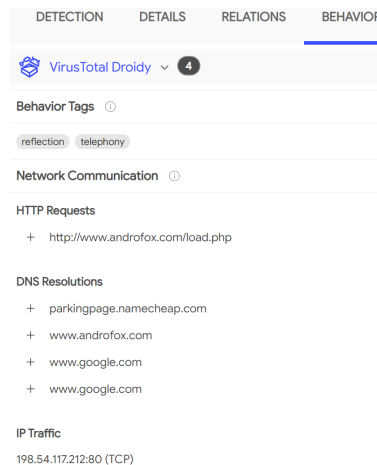 DETECTION DETAILS RELATIONS BEHAVIOR
VirusTotal Droidy 4
Behavior Tags
reflection telephony
Network Communication
HTTP Requests
+ http://www.androfox.com/load.php
DNS Resolutions
+ parkingpage.namecheap.com
+ www.androfox.com
+ www.google.com
+ www.google.com
IP Traffic
198.54.117.212:80 (TCP)